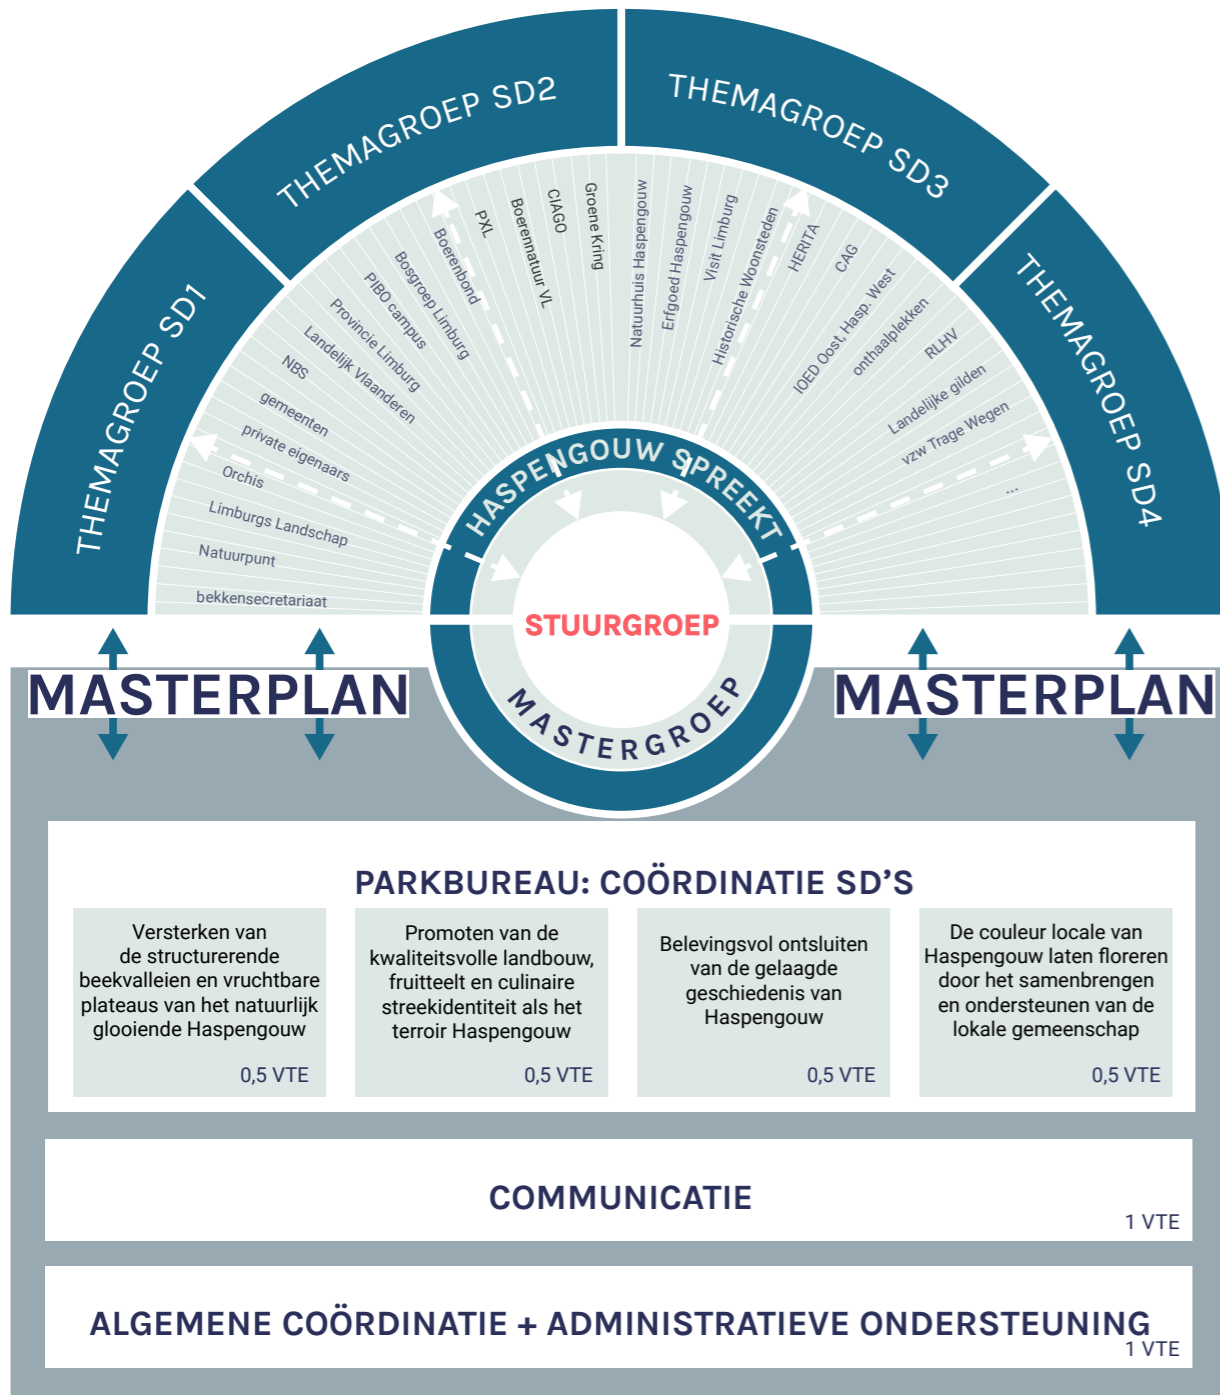 THEMAGROEP SD1
THEMAGROEP SD2
THEMAGROEP SD3
THEMAGROEP SD4
bekkensecretariaat
Natuurpunt
Limburgs Landschap
Orchis
private eigenaars
gemeenten
NBS
Landelijk Vlaanderen
Provincie Limburg
PIBO campus
Bosgroep Limburg
Boerenbond
PXL
Boerennatuur VL
CIAGO
Groene Kring
Natuurhuis Haspengouw
Erfgoed Haspengouw
Visit Limburg
Historische Woonsteden
HERITA
CAG
IOED Oost, Hasp. West
onthaalplekken
RLHV
Landelijke gilden
vzw Trage Wegen
...
HASPENGOUW SPREEKT
STUURGROEP
MASTERGROEP
MASTERPLAN
MASTERPLAN
PARKBUREAU: COÖRDINATIE SD'S
Versterken van
de structurerende
beekvalleien en vruchtbare
plateaus van het natuurlijk
glooiende Haspengouw
0,5 VTE
Promoten van de
kwaliteitsvolle landbouw,
fruitteelt en culinaire
streekidentiteit als het
terroir Haspengouw
0,5 VTE
Belevingsvol ontsluiten
van de gelaagde
geschiedenis van
Haspengouw
0,5 VTE
De couleur locale van
Haspengouw laten floreren
door het samenbrengen
en ondersteunen van de
lokale gemeenschap
0,5 VTE
COMMUNICATIE
1 VTE
ALGEMENE COÖRDINATIE + ADMINISTRATIEVE ONDERSTEUNING
1 VTE